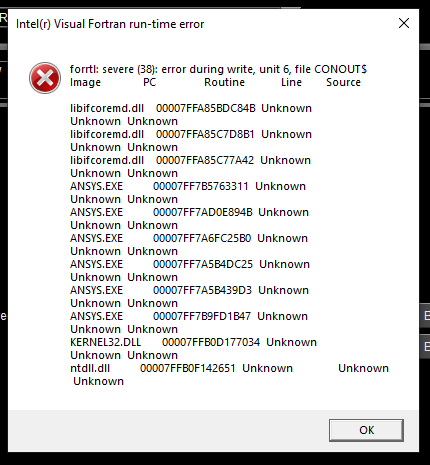 Intel(r) Visual Fortran run-time error
forrtl: severe (38): error during write, unit 6, file CONOUT$
Image PC Routine Line Source
libifcoremd.dll 00007FFA85BDC84B Unknown
Unknown Unknown
libifcoremd.dll 00007FFA85C7D8B1 Unknown
Unknown Unknown
libifcoremd.dll 00007FFA85C77A42 Unknown
Unknown Unknown
ANSYS.EXE 00007FF7B5763311 Unknown
Unknown Unknown
ANSYS.EXE 00007FF7AD0E894B Unknown
Unknown Unknown
ANSYS.EXE 00007FF7A6FC25B0 Unknown
Unknown Unknown
ANSYS.EXE 00007FF7A5B4DC25 Unknown
Unknown Unknown
ANSYS.EXE 00007FF7A5B439D3 Unknown
Unknown Unknown
ANSYS.EXE 00007FF7B9FD1B47 Unknown
Unknown Unknown
KERNEL32.DLL 00007FFB0D177034 Unknown
Unknown Unknown
ntdll.dll 00007FFB0F142651 Unknown Unknown
Unknown
OK